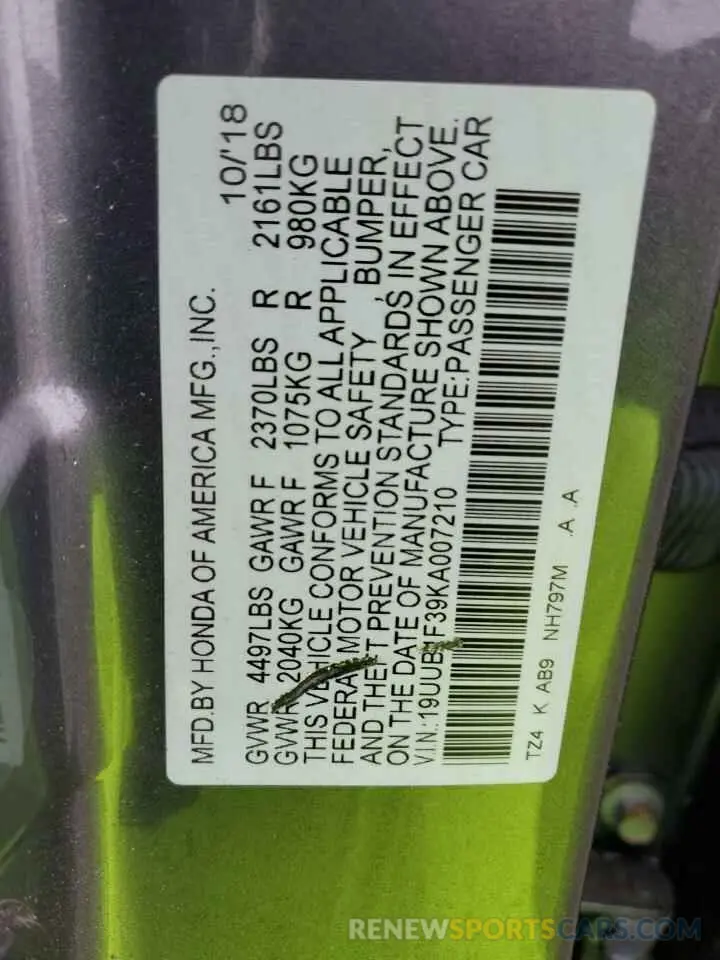 MFD.BY HONDA OF AMERICA MFG.,INC. 10/'18
GVWR 4497LBS GAWR F 2370LBS R 2161LBS
GVWR 2040KG GAWR F 1075KG R 980KG
THIS VEHICLE CONFORMS TO ALL APPLICABLE
FEDERAL MOTOR VEHICLE SAFETY , BUMPER,
AND THEFT PREVENTION STANDARDS IN EFFECT
ON THE DATE OF MANUFACTURE SHOWN ABOVE.
V.I.N.: TYPE:PASSENGER CAR
TZ4 K AB9 NH797M .A .A
RENEWSPORTSCARS.COM